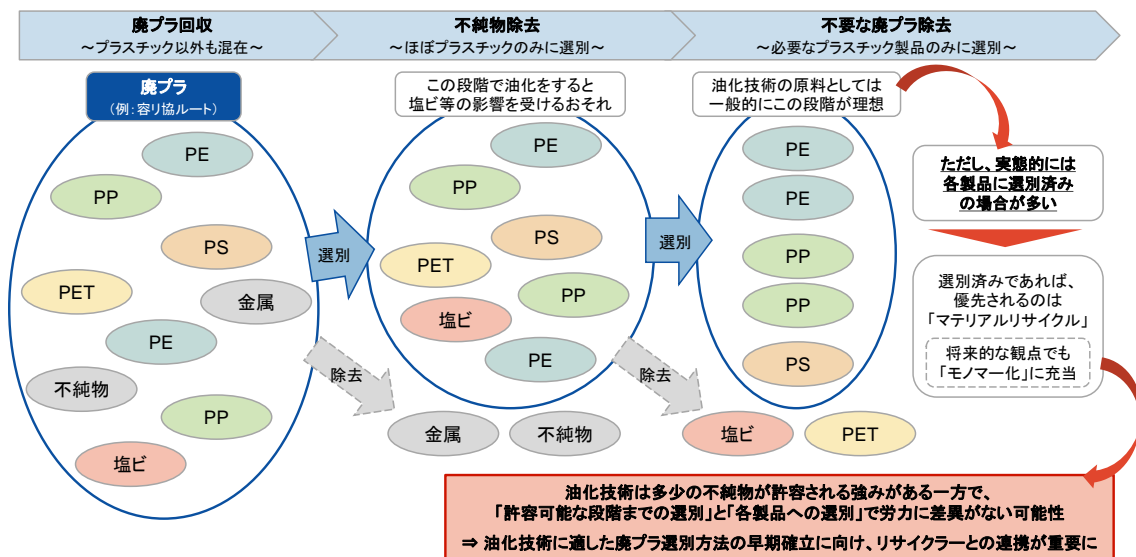 廃プラ回収
～プラスチック以外も混在～
不純物除去
～ほぼプラスチックのみに選別～
不要な廃プラ除去
～必要なプラスチック製品のみに選別～
廃プラ
（例：容リ協ルート）
PE
PP
PS
PET
金属
PE
不純物
PP
塩ビ
選別
除去
この段階で油化をすると
塩ビ等の影響を受けるおそれ
PE
PP
PS
PET
PP
塩ビ
PE
金属
不純物
選別
除去
油化技術の原料としては
一般的にこの段階が理想
PE
PE
PP
PP
PS
塩ビ
PET
ただし、実態的には
各製品に選別済み
の場合が多い
選別済みであれば、
優先されるのは
「マテリアルリサイクル」
将来的な観点でも
「モノマー化」に充当
油化技術は多少の不純物が許容される強みがある一方で、
「許容可能な段階までの選別」と「各製品への選別」で労力に差異がない可能性
⇒ 油化技術に適した廃プラ選別方法の早期確立に向け、リサイクラーとの連携が重要に